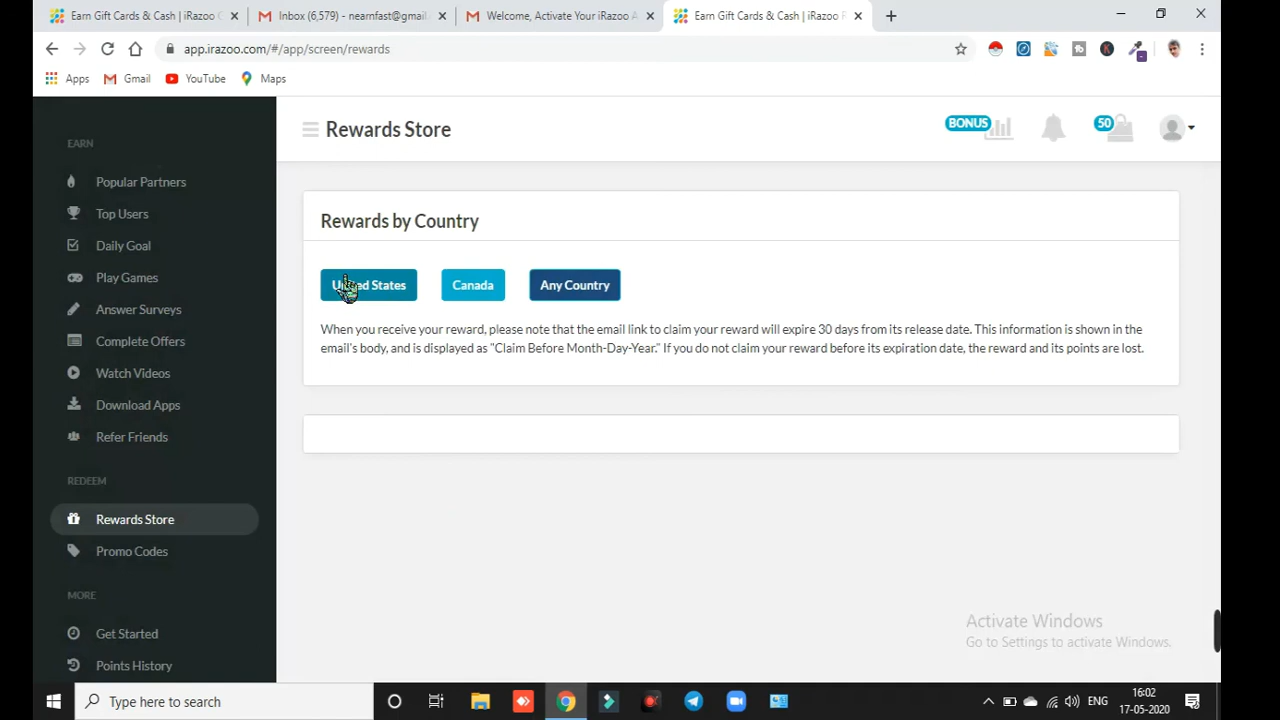 Earn Gift Cards & Cash | iRazoo G
Inbox (6,579) - nearnfast@gmail.
Welcome, Activate Your iRazoo A
Earn Gift Cards & Cash | iRazoo R
app.irazoo.com/#/app/screen/rewards
Apps
Gmail
YouTube
Maps
EARN
Popular Partners
Top Users
Daily Goal
Play Games
Answer Surveys
Complete Offers
Watch Videos
Download Apps
Refer Friends
REDEEM
Rewards Store
Promo Codes
MORE
Get Started
Points History
Rewards Store
BONUS
50
Rewards by Country
United States
Canada
Any Country
When you receive your reward, please note that the email link to claim your reward will expire 30 days from its release date. This information is shown in the
email's body, and is displayed as "Claim Before Month-Day-Year." If you do not claim your reward before its expiration date, the reward and its points are lost.
Activate Windows
Go to Settings to activate Windows.
Type here to search
ENG
16:02
17-05-2020